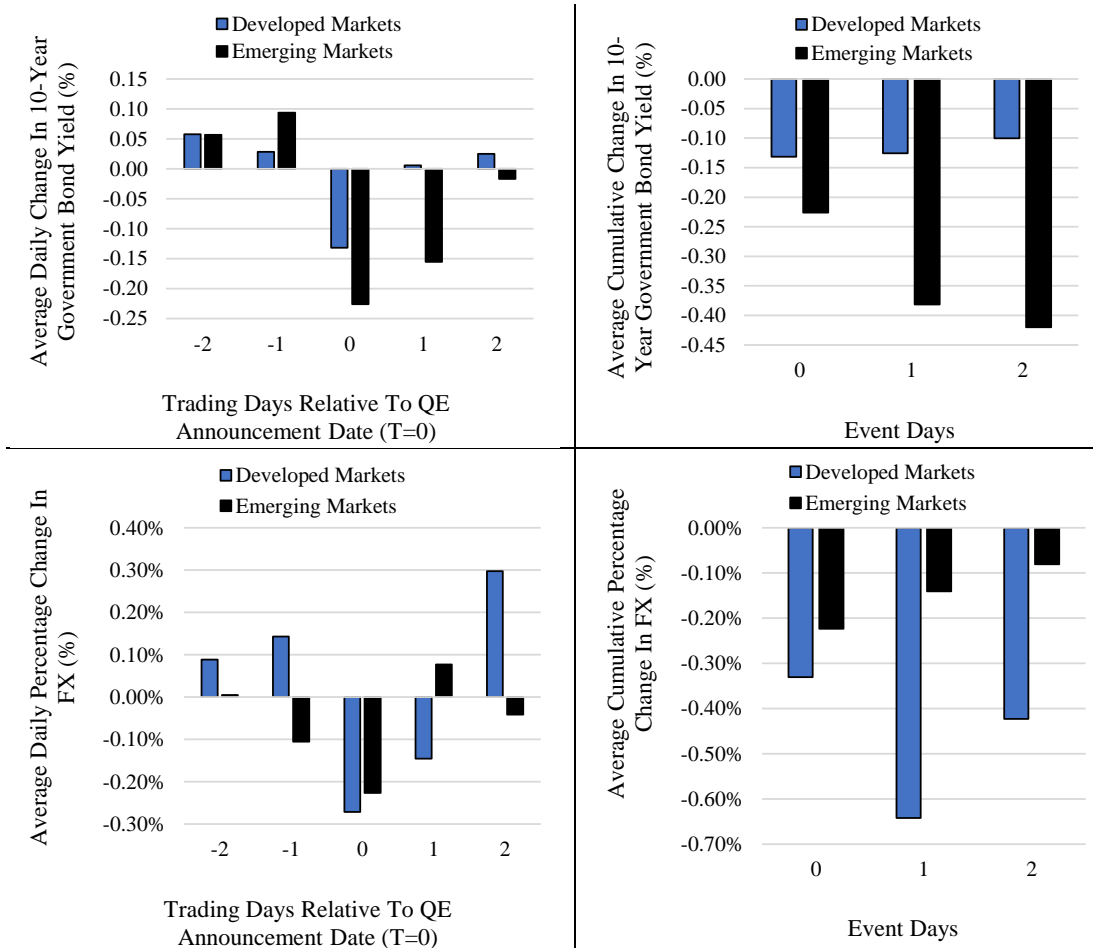 Developed Markets
Emerging Markets
Average Daily Change In 10-Year
Government Bond Yield (%)
0.15
0.10
0.05
0.00
-0.05
-0.10
-0.15
-0.20
-0.25
-2
-1
0
1
2
Trading Days Relative To QE
Announcement Date (T=0)
Developed Markets
Emerging Markets
Average Cumulative Change In 10-
Year Government Bond Yield (%)
0.00
-0.05
-0.10
-0.15
-0.20
-0.25
-0.30
-0.35
-0.40
-0.45
0
1
2
Event Days
Developed Markets
Emerging Markets
Average Daily Percentage Change In
FX (%)
0.40%
0.30%
0.20%
0.10%
0.00%
-0.10%
-0.20%
-0.30%
-2
-1
0
1
2
Trading Days Relative To QE
Announcement Date (T=0)
Developed Markets
Emerging Markets
Average Cumulative Percentage
Change In FX (%)
0.00%
-0.10%
-0.20%
-0.30%
-0.40%
-0.50%
-0.60%
-0.70%
0
1
2
Event Days